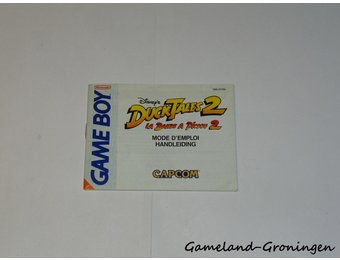 GAME BOY
Disney's
DUCKTALES 2
LA BANDE A PICSOU 2
MODE D'EMPLOI
HANDLEIDING
CAPCOM
Gameland-Groningen